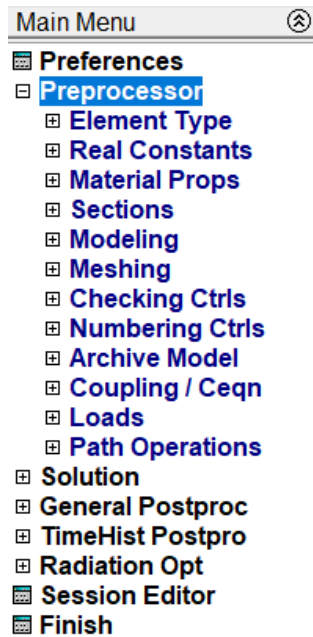 Main Menu
Preferences
Preprocessor
Element Type
Real Constants
Material Props
Sections
Modeling
Meshing
Checking Ctrls
Numbering Ctrls
Archive Model
Coupling / Ceqn
Loads
Path Operations
Solution
General Postproc
TimeHist Postpro
Radiation Opt
Session Editor
Finish